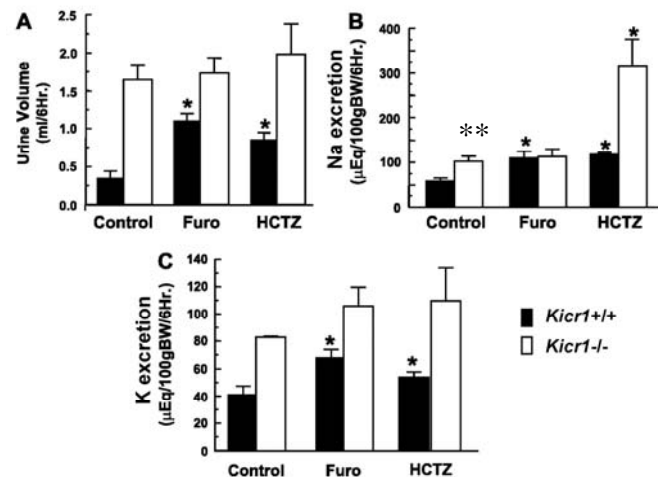 A
Urine Volume
(ml/6Hr.)
2.5
2.0
1.5
1.0
0.5
0.0
*
*
Control Furo HCTZ
B
Na excretion
(µEq/100gBW/6Hr.)
400
350
300
200
100
50
0
**
*
*
*
Control Furo HCTZ
C
K excretion
(µEq/100gBW/6Hr.)
140
120
100
80
60
40
20
0
*
*
Control Furo HCTZ
Kicr1+/+
Kicr1-/-